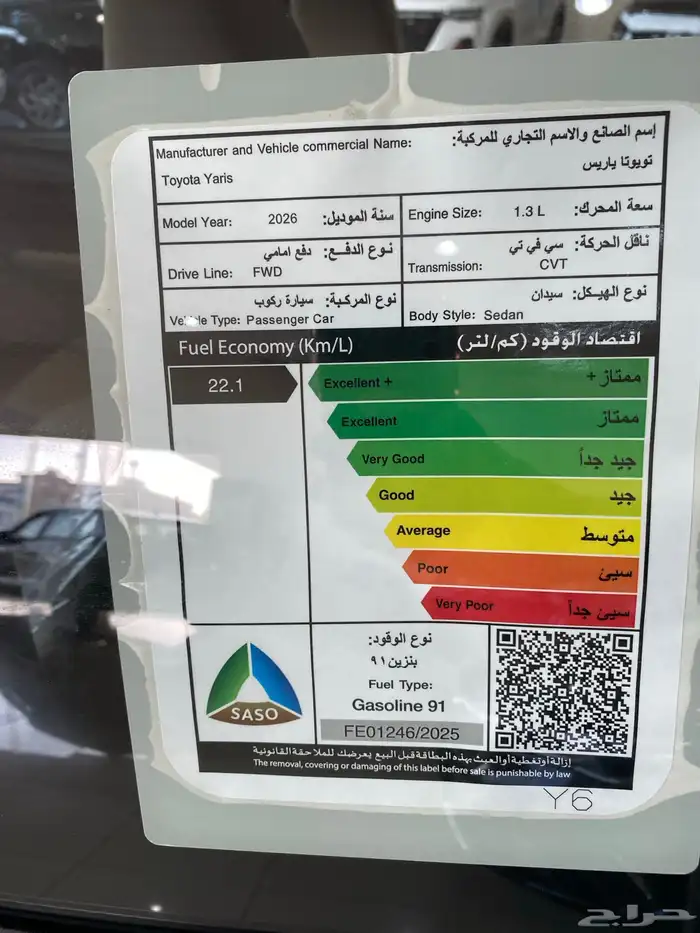 إسم الصانع والاسم التجاري للمركبة:
Manufacturer and Vehicle commercial Name:
تويوتا ياريس
Toyota Yaris
Model Year: 2026 سنة الموديل:
Engine Size: 1.3 L سعة المحرك:
نوع الدفع: دفع امامي
Drive Line: FWD
ناقل الحركة: سي في تي
Transmission: CVT
نوع المركبة: سيارة ركوب
Vehicle Type: Passenger Car
نوع الهيكل: سيدان
Body Style: Sedan
Fuel Economy (Km/L) اقتصاد الوقود (كم/لتر)
22.1
Excellent + ممتاز +
Excellent ممتاز
Very Good جيد جداً
Good جيد
Average متوسط
Poor سيئ
Very Poor سيئ جداً
SASO
نوع الوقود:
بنزين ٩١
Fuel Type:
Gasoline 91
FE01246/2025
إزالة أو تغطية أو العبث بهذه البطاقة قبل البيع يعرضك للملاحقة القانونية
The removal, covering or damaging of this label before sale is punishable by law
Y6
حراج